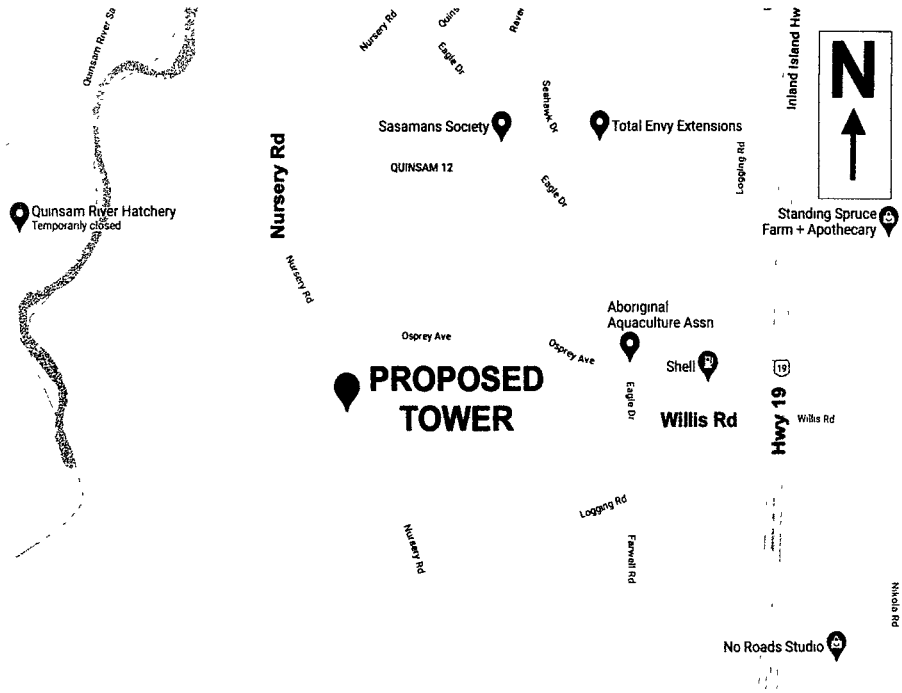 Quinsam River Sa
Nursery Rd
Quins
Raver
Inland Island Hw
N
Eagle Dr
Seahawk Dr
Sasamans Society
Total Envy Extensions
Nursery Rd
QUINSAM 12
Logging Rd
Eagle Dr
Quinsam River Hatchery
Temporarily closed
Standing Spruce
Farm + Apothecary
Nursery Rd
Aboriginal
Aquaculture Assn
Osprey Ave
Osprey Ave
Shell
19
PROPOSED
TOWER
Eagle Dr
Willis Rd
Hwy 19
Willis Rd
Logging Rd
Nursery Rd
Farwell Rd
Nikola Rd
No Roads Studio